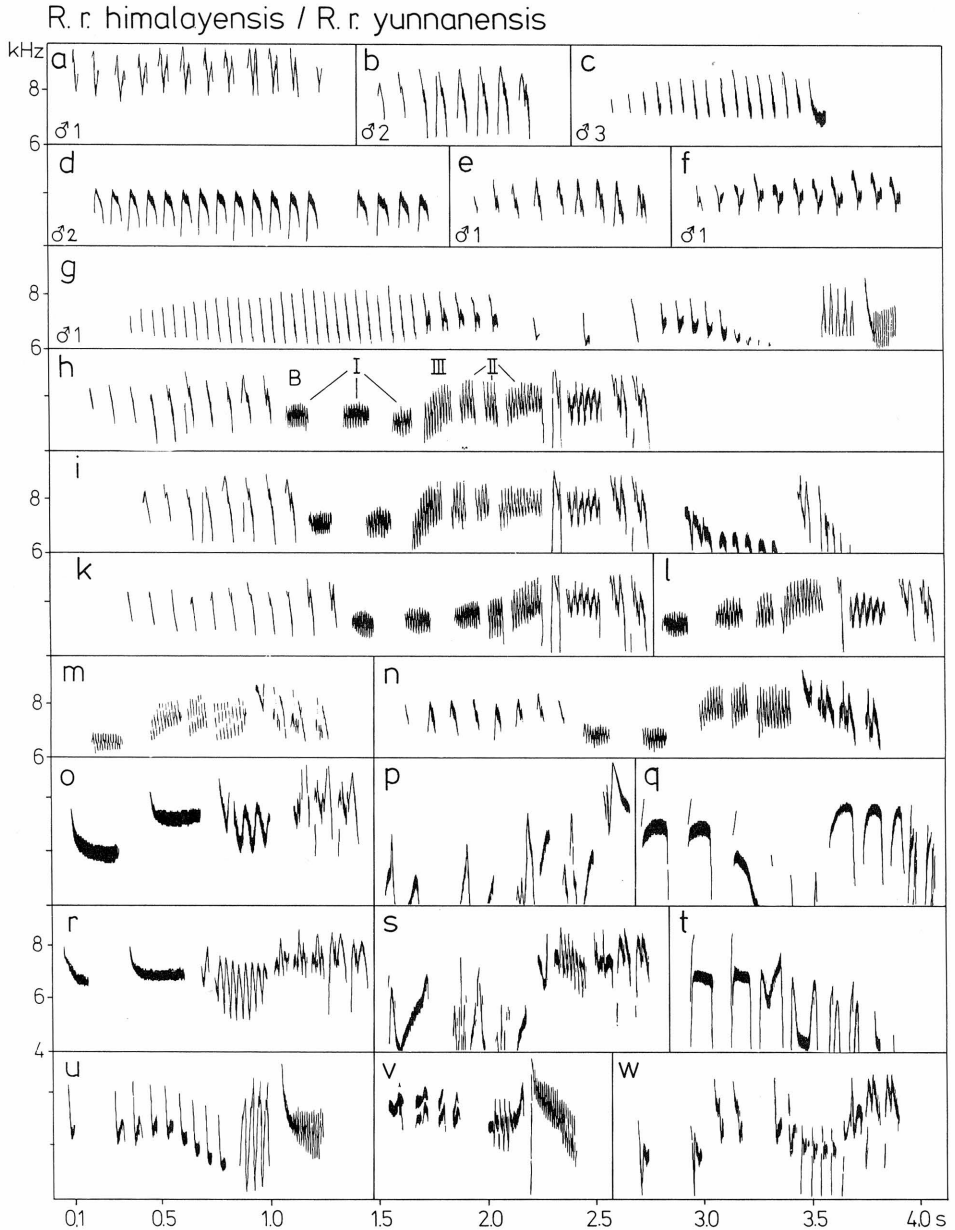 R. r. himalayensis / R. r. yunnanensis
kHz
a b c
8
♂1 ♂2 ♂3
6
d e f
♂2 ♂1 ♂1
g
8
♂1
6
h B I III II
i
8
6
k l
m n
8
6
o p q
r s t
8
6
4
u v w
0.1 0.5 1.0 1.5 2.0 2.5 3.0 3.5 4.0 s